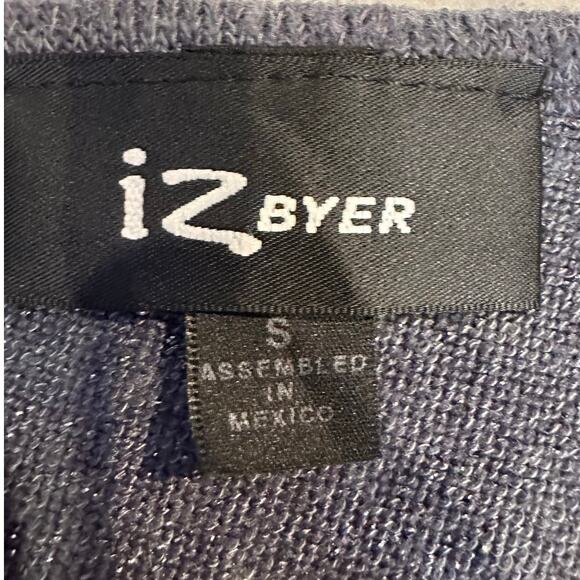 iz BYER
S
ASSEMBLED
IN
MEXICO